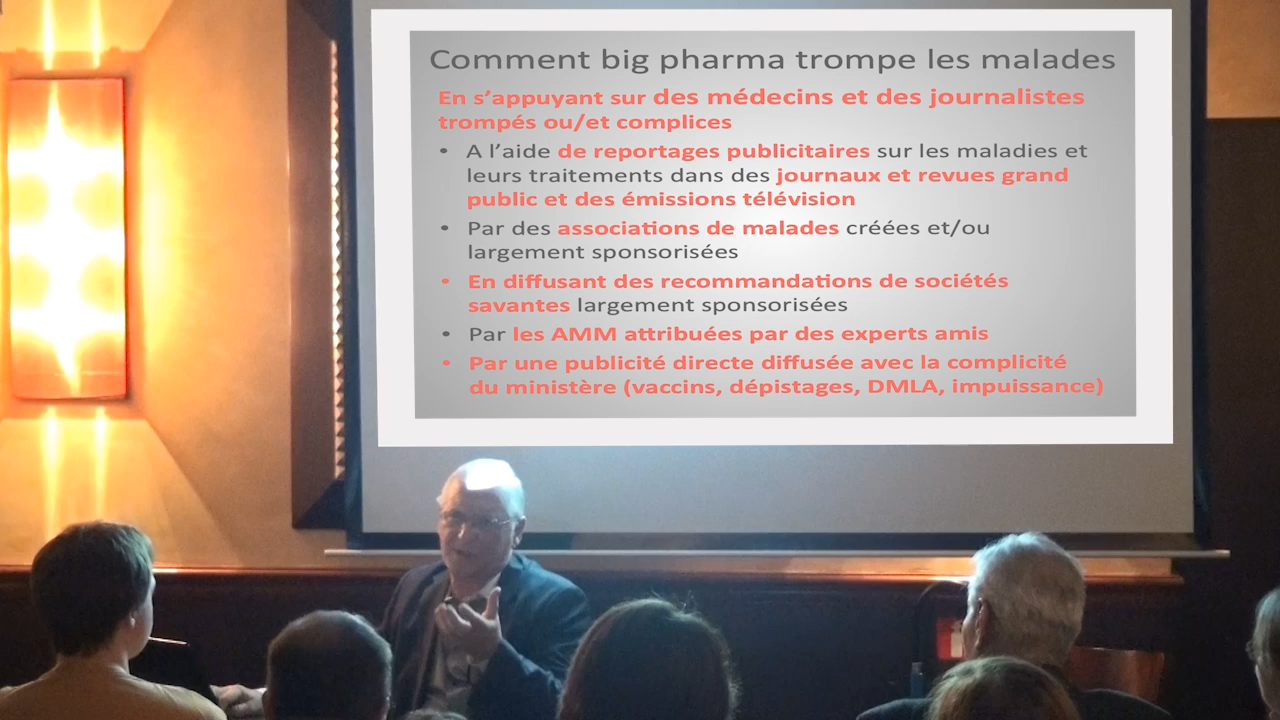 Comment big pharma trompe les malades
En s’appuyant sur des médecins et des journalistes
trompés ou/et complices
• A l’aide de reportages publicitaires sur les maladies et
leurs traitements dans des journaux et revues grand
public et des émissions télévision
• Par des associations de malades créées et/ou
largement sponsorisées
• En diffusant des recommandations de sociétés
savantes largement sponsorisées
• Par les AMM attribuées par des experts amis
• Par une publicité directe diffusée avec la complicité
du ministère (vaccins, dépistages, DMLA, impuissance)